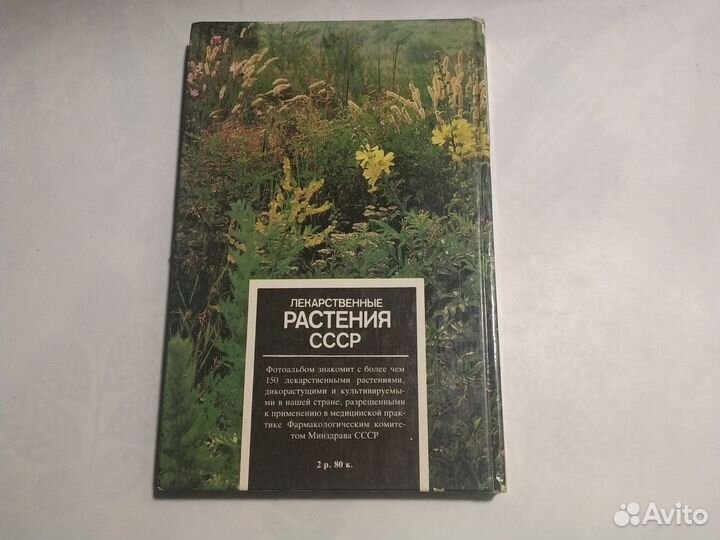 ЛЕКАРСТВЕННЫЕ
РАСТЕНИЯ
СССР
Фотоальбом знакомит с более чем
150 лекарственными растениями,
дикорастущими и культивируемы-
ми в нашей стране, разрешенными
к применению в медицинской прак-
тике Фармакологическим комите-
том Минздрава СССР
2 р. 80 к.
Avito